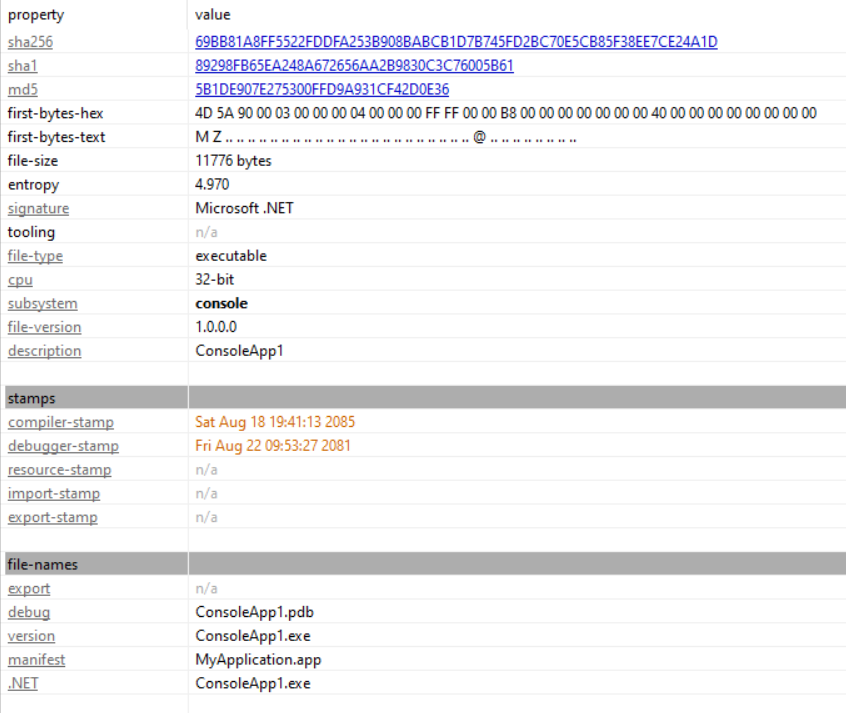 property value
sha256 69BB81A8FF5522FDDFA253B908BABCB1D7B745FD2BC70E5CB85F38EE7CE24A1D
sha1 89298FB65EA248A672656AA2B9830C3C76005B61
md5 5B1DE907E275300FFD9A931CF42D0E36
first-bytes-hex 4D 5A 90 00 03 00 00 00 04 00 00 00 FF FF 00 00 B8 00 00 00 00 00 00 00 40 00 00 00 00 00 00 00
first-bytes-text M Z .. .. .. .. .. .. .. .. .. .. .. .. .. .. .. .. .. .. .. .. .. .. @ .. .. .. .. .. .. ..
file-size 11776 bytes
entropy 4.970
signature Microsoft .NET
tooling n/a
file-type executable
cpu 32-bit
subsystem console
file-version 1.0.0.0
description ConsoleApp1
stamps
compiler-stamp Sat Aug 18 19:41:13 2085
debugger-stamp Fri Aug 22 09:53:27 2081
resource-stamp n/a
import-stamp n/a
export-stamp n/a
file-names
export n/a
debug ConsoleApp1.pdb
version ConsoleApp1.exe
manifest MyApplication.app
.NET ConsoleApp1.exe